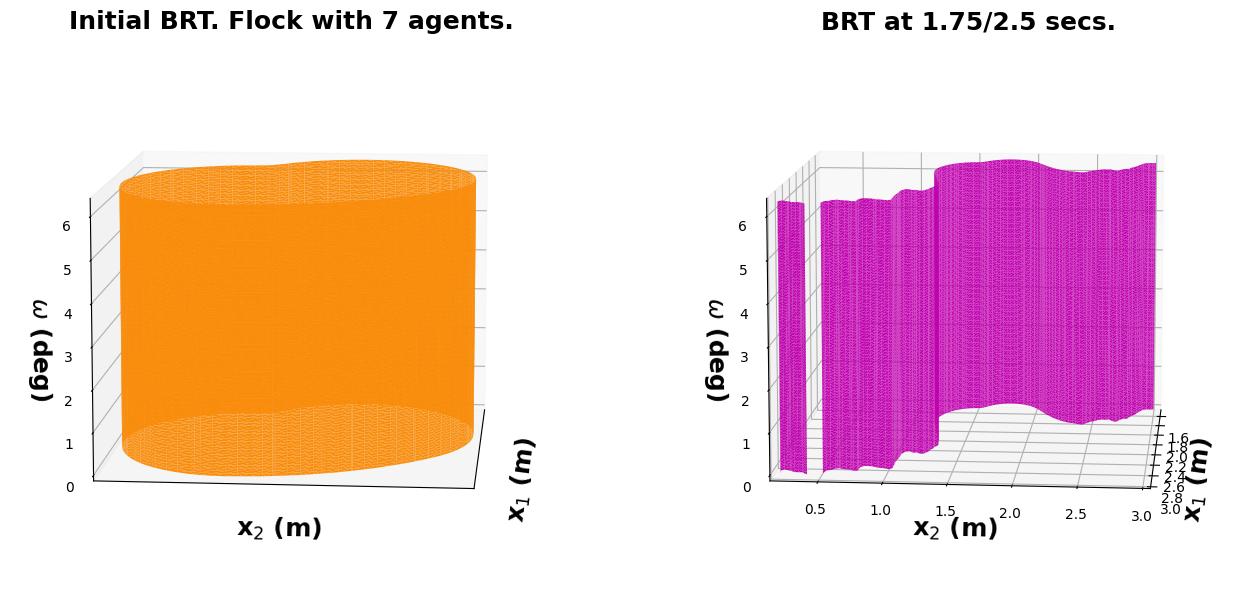 Initial BRT. Flock with 7 agents.
6
5
4
3
2
1
0
ω (deg)
x₂ (m)
x₁ (m)
BRT at 1.75/2.5 secs.
6
5
4
3
2
1
0
ω (deg)
0.5 1.0 1.5 2.0 2.5 3.0
x₂ (m)
1.6
1.8
2.0
2.2
2.4
2.6
2.8
3.0
x₁ (m)